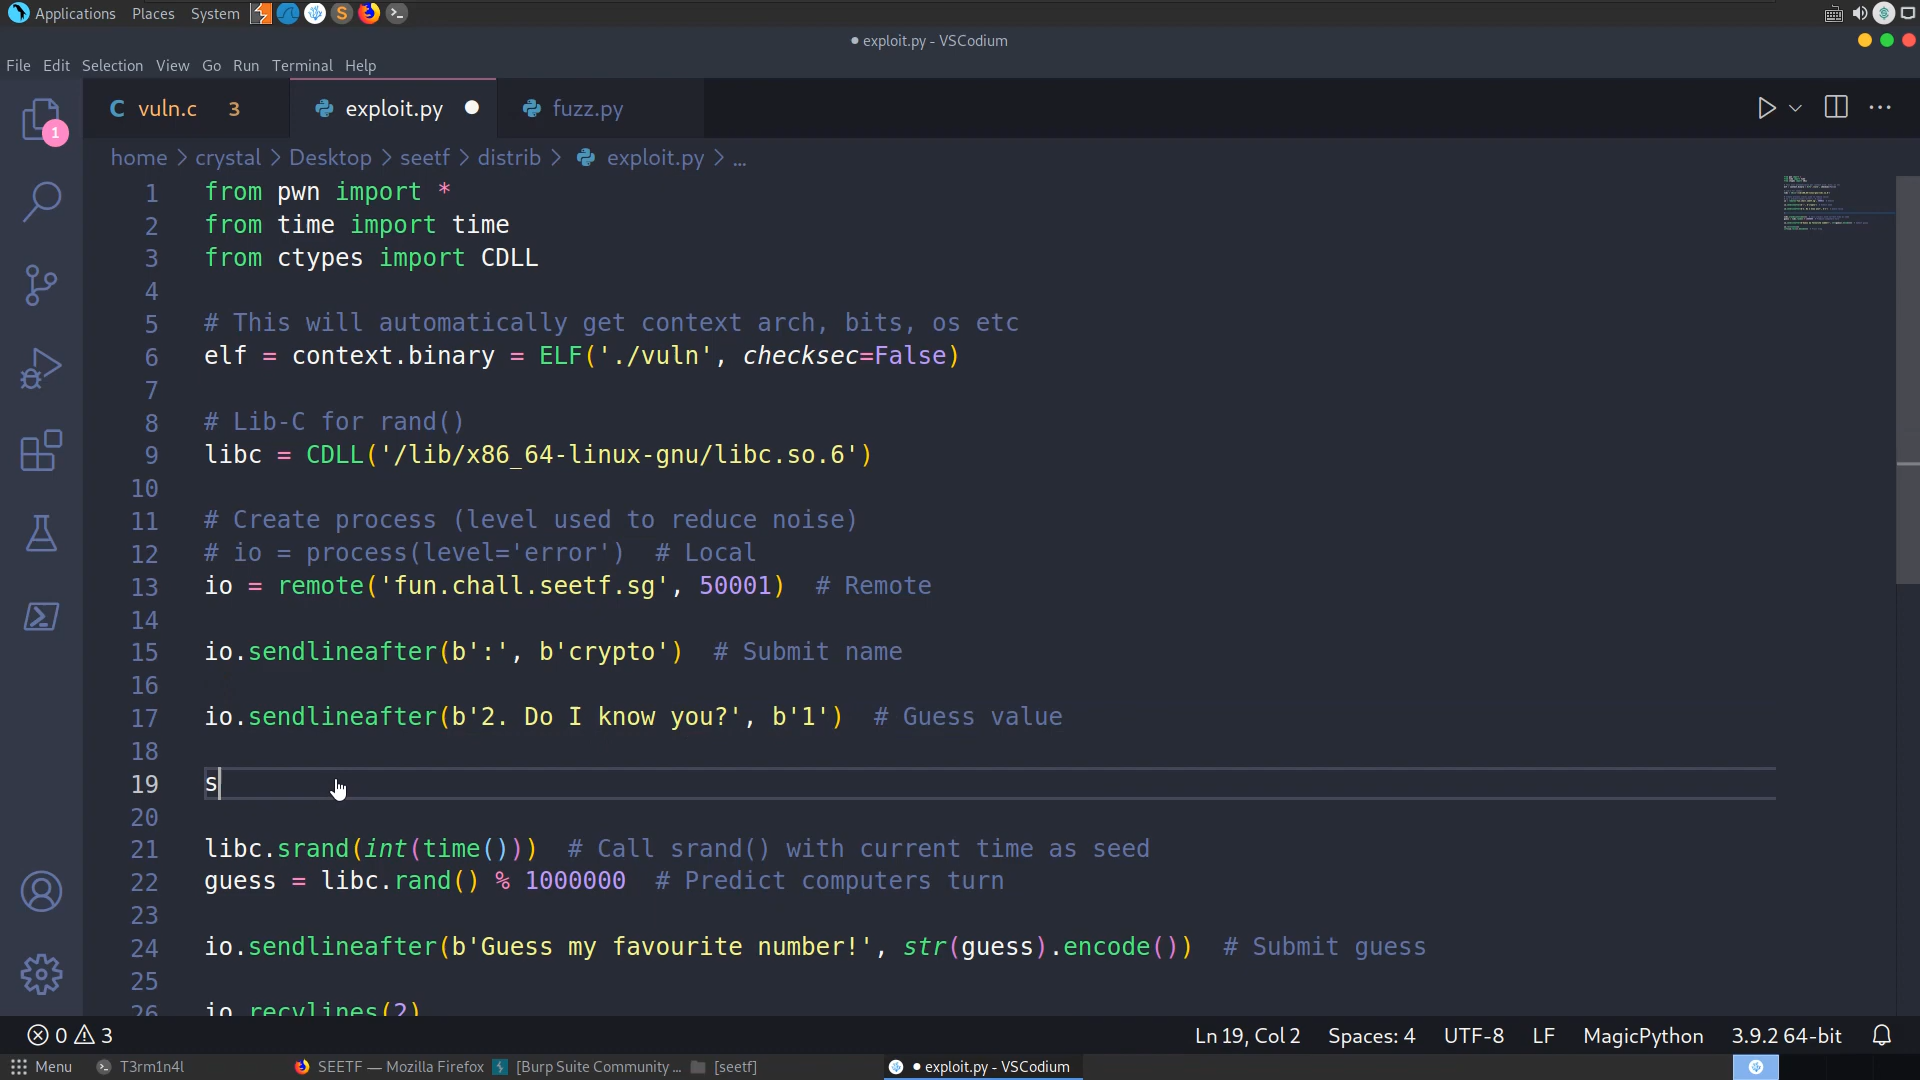 Applications Places System
● exploit.py - VSCodium
File Edit Selection View Go Run Terminal Help
C vuln.c 3 exploit.py ● fuzz.py
1
home > crystal > Desktop > seetf > distrib > exploit.py > ...
1 from pwn import *
2 from time import time
3 from ctypes import CDLL
4
5 # This will automatically get context arch, bits, os etc
6 elf = context.binary = ELF('./vuln', checksec=False)
7
8 # Lib-C for rand()
9 libc = CDLL('/lib/x86_64-linux-gnu/libc.so.6')
10
11 # Create process (level used to reduce noise)
12 # io = process(level='error')  # Local
13 io = remote('fun.chall.seetf.sg', 50001)  # Remote
14
15 io.sendlineafter(b':', b'crypto')  # Submit name
16
17 io.sendlineafter(b'2. Do I know you?', b'1')  # Guess value
18
19 s
20
21 libc.srand(int(time()))  # Call srand() with current time as seed
22 guess = libc.rand() % 1000000  # Predict computers turn
23
24 io.sendlineafter(b'Guess my favourite number!', str(guess).encode())  # Submit guess
25
26 io.recvlines(2)
0 3 Ln 19, Col 2 Spaces: 4 UTF-8 LF MagicPython 3.9.2 64-bit
Menu T3rm1n4l SEETF — Mozilla Firefox [Burp Suite Community ... [seetf] ● exploit.py - VSCodium